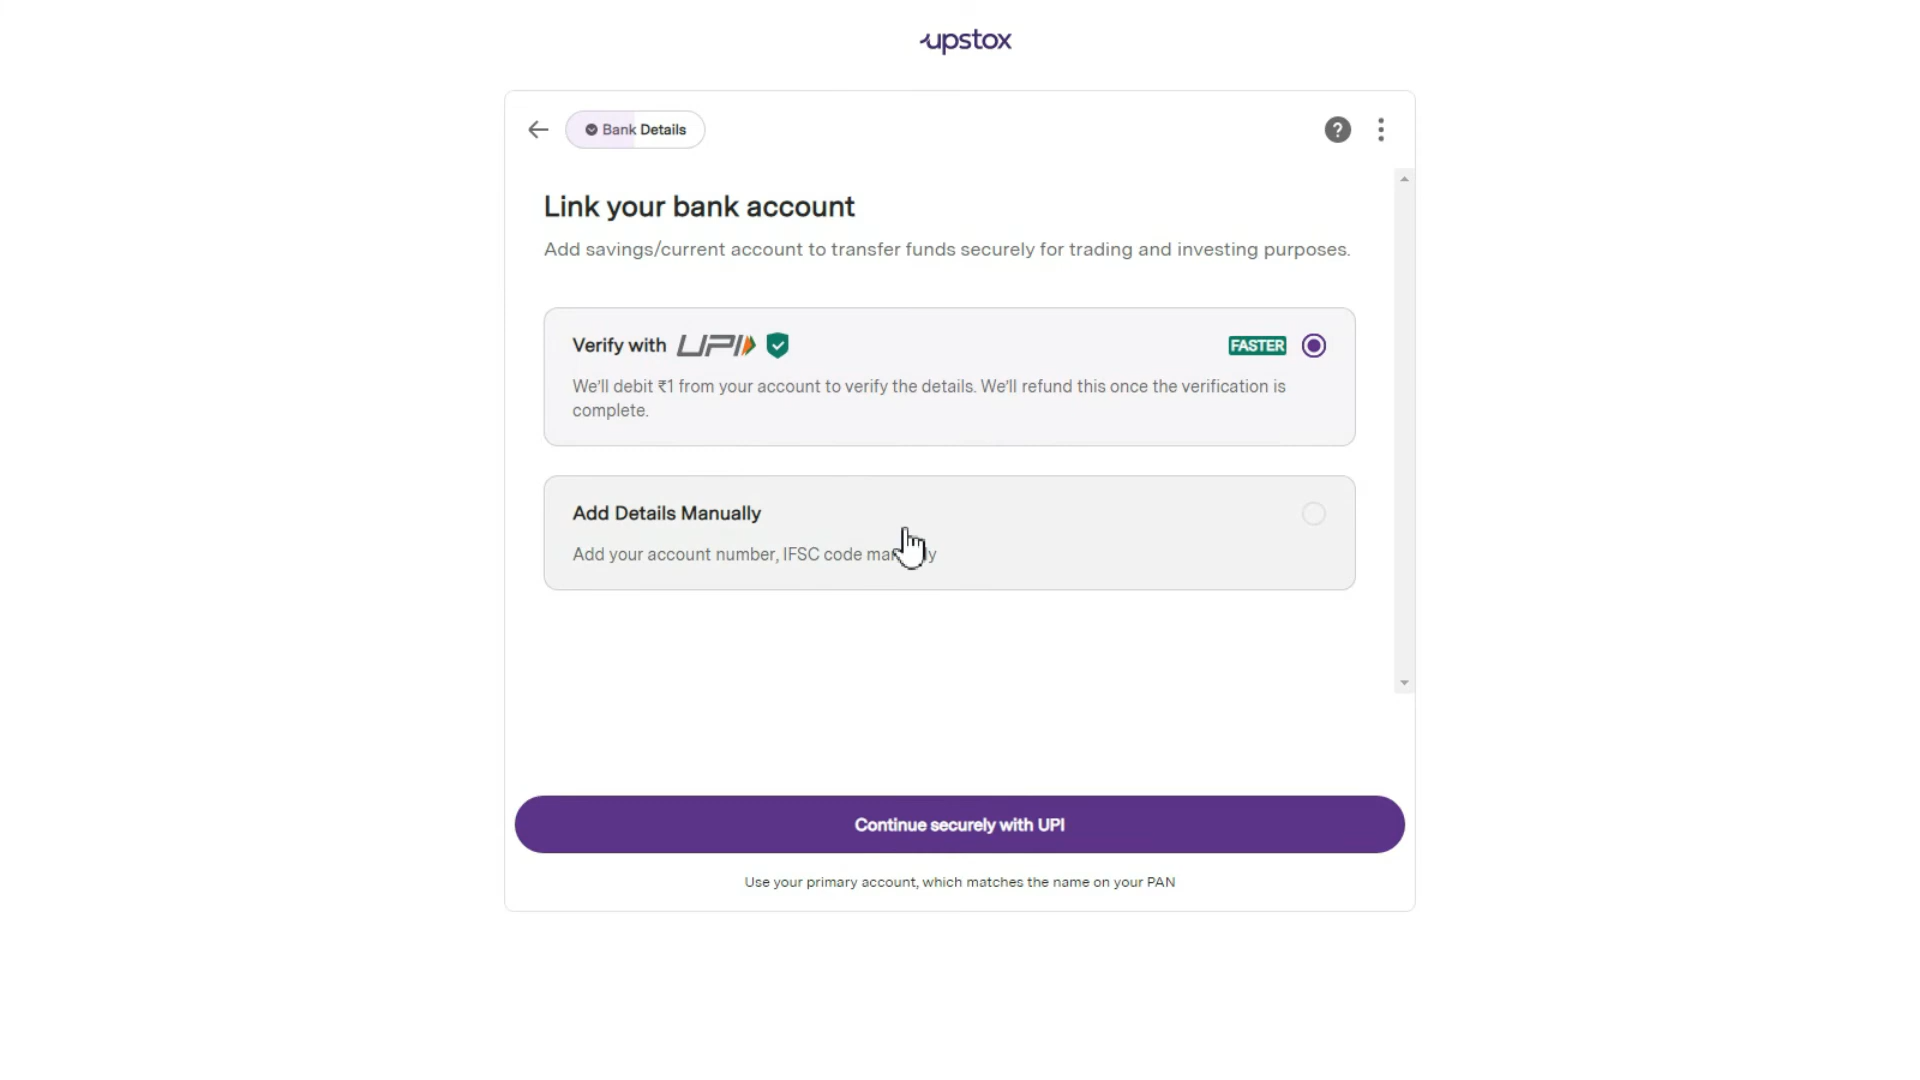 upstox
Bank Details
Link your bank account
Add savings/current account to transfer funds securely for trading and investing purposes.
Verify with UPI
FASTER
We'll debit ₹1 from your account to verify the details. We'll refund this once the verification is
complete.
Add Details Manually
Add your account number, IFSC code
Continue securely with UPI
Use your primary account, which matches the name on your PAN